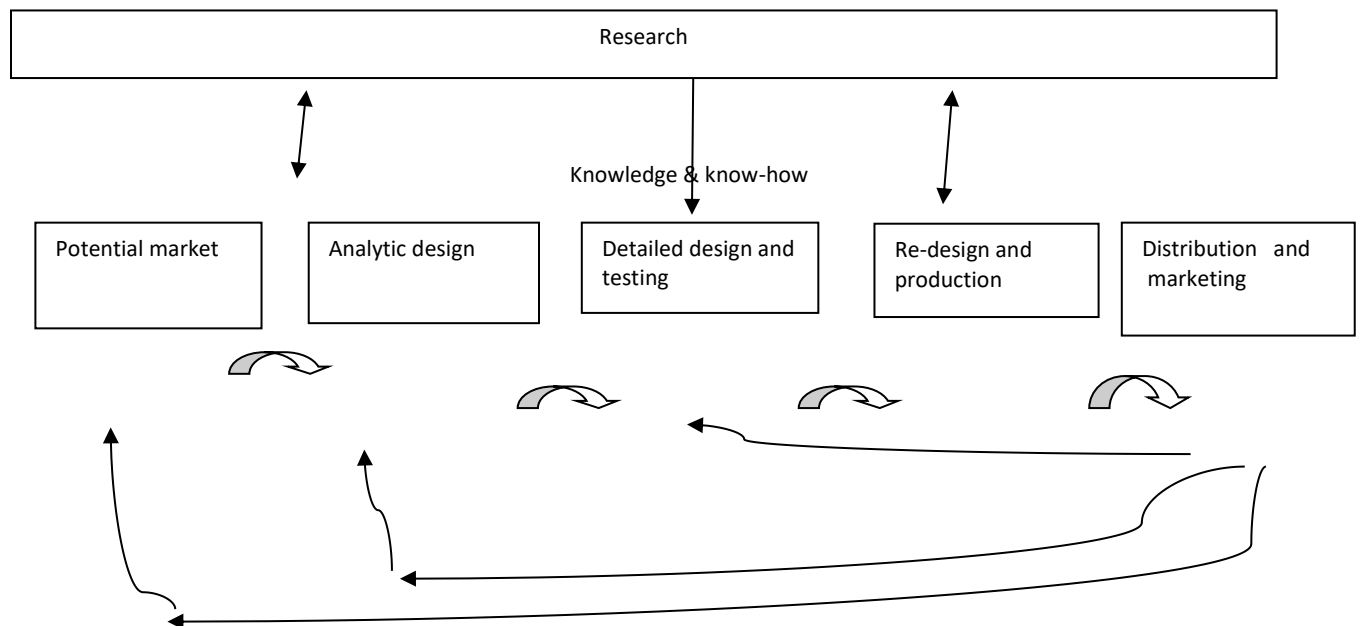 Research
Knowledge & know-how
Potential market
Analytic design
Detailed design and
testing
Re-design and
production
Distribution and
marketing